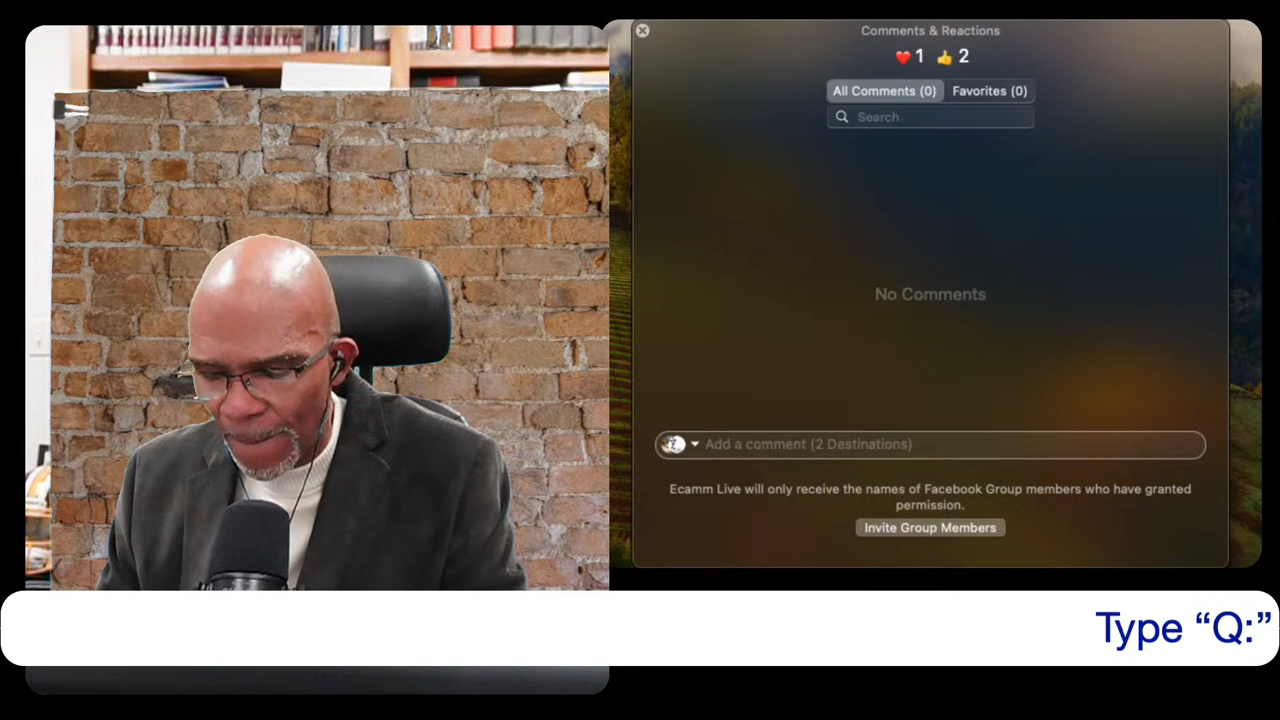 Comments & Reactions
❤️ 1 👍 2
All Comments (0) Favorites (0)
Search
No Comments
Add a comment (2 Destinations)
Ecamm Live will only receive the names of Facebook Group members who have granted
permission.
Invite Group Members
Type “Q:”